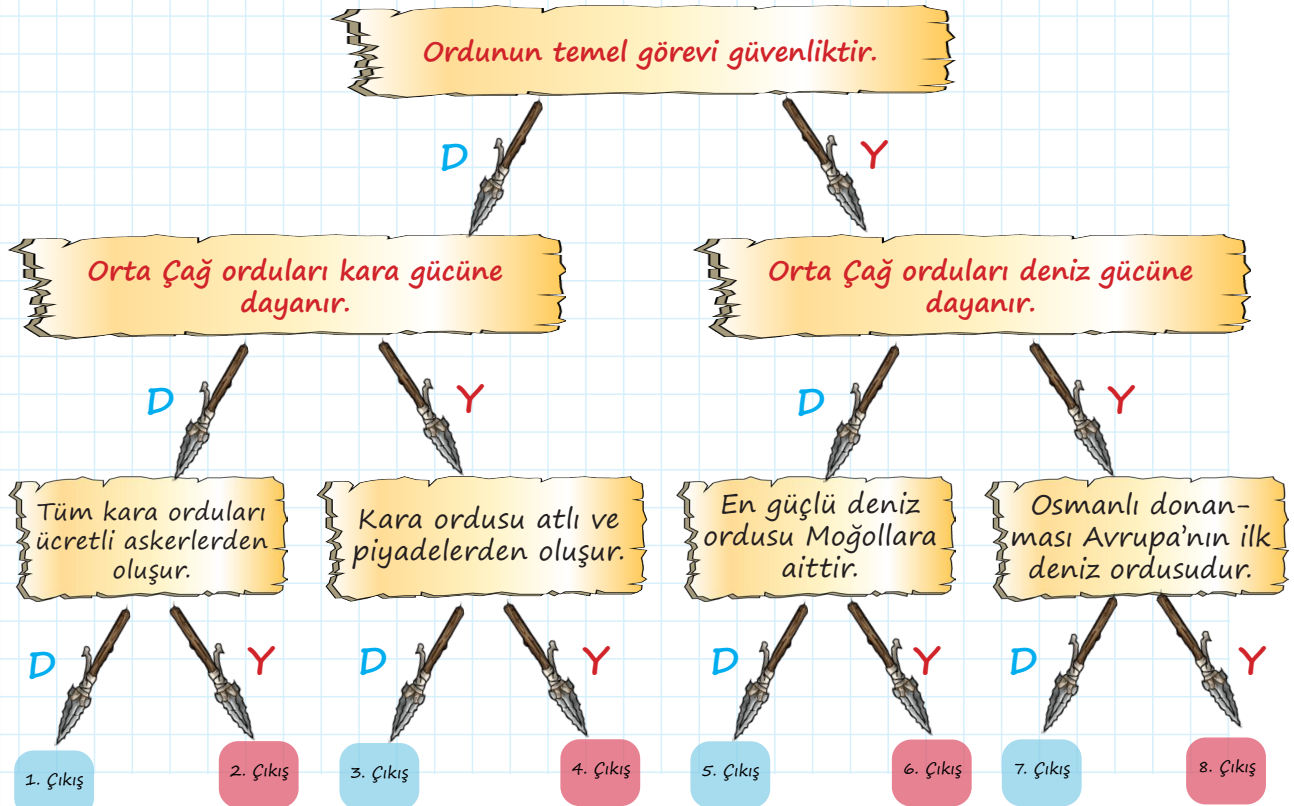 Ordunun temel görevi güvenliktir.
D
Y
Orta Çağ orduları kara gücüne
dayanır.
Orta Çağ orduları deniz gücüne
dayanır.
D
Y
D
Y
Tüm kara orduları
ücretli askerlerden
oluşur.
Kara ordusu atlı ve
piyadelerden oluşur.
En güçlü deniz
ordusu Moğollara
aittir.
Osmanlı donan-
ması Avrupa'nın ilk
deniz ordusudur.
D
Y
D
Y
D
Y
D
Y
1. Çıkış
2. Çıkış
3. Çıkış
4. Çıkış
5. Çıkış
6. Çıkış
7. Çıkış
8. Çıkış